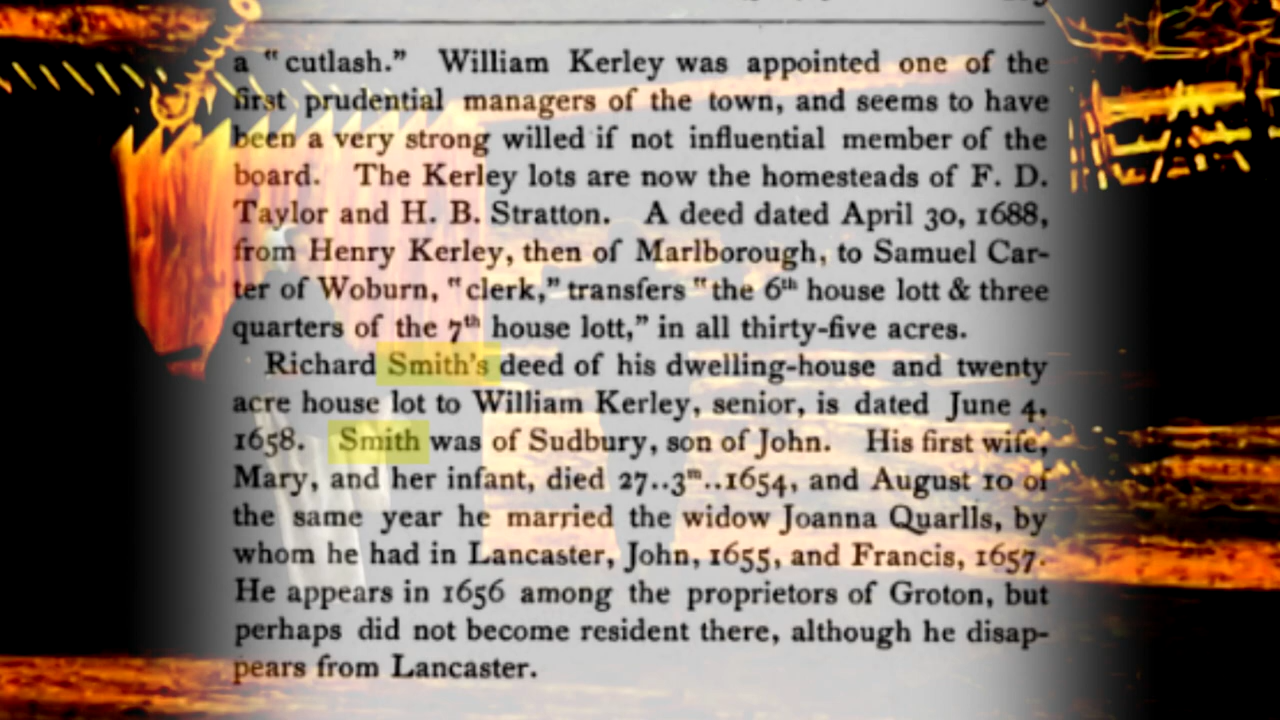 a “cutlash.” William Kerley was appointed one of the
first prudential managers of the town, and seems to have
been a very strong willed if not influential member of the
board. The Kerley lots are now the homesteads of F. D.
Taylor and H. B. Stratton. A deed dated April 30, 1688,
from Henry Kerley, then of Marlborough, to Samuel Car-
ter of Woburn, “clerk,” transfers “the 6th house lott & three
quarters of the 7th house lott,” in all thirty-five acres.
Richard Smith’s deed of his dwelling-house and twenty
acre house lot to William Kerley, senior, is dated June 4,
1658. Smith was of Sudbury, son of John. His first wife,
Mary, and her infant, died 27..3m..1654, and August 10 of
the same year he married the widow Joanna Quarlls, by
whom he had in Lancaster, John, 1655, and Francis, 1657.
He appears in 1656 among the proprietors of Groton, but
perhaps did not become resident there, although he disap-
pears from Lancaster.